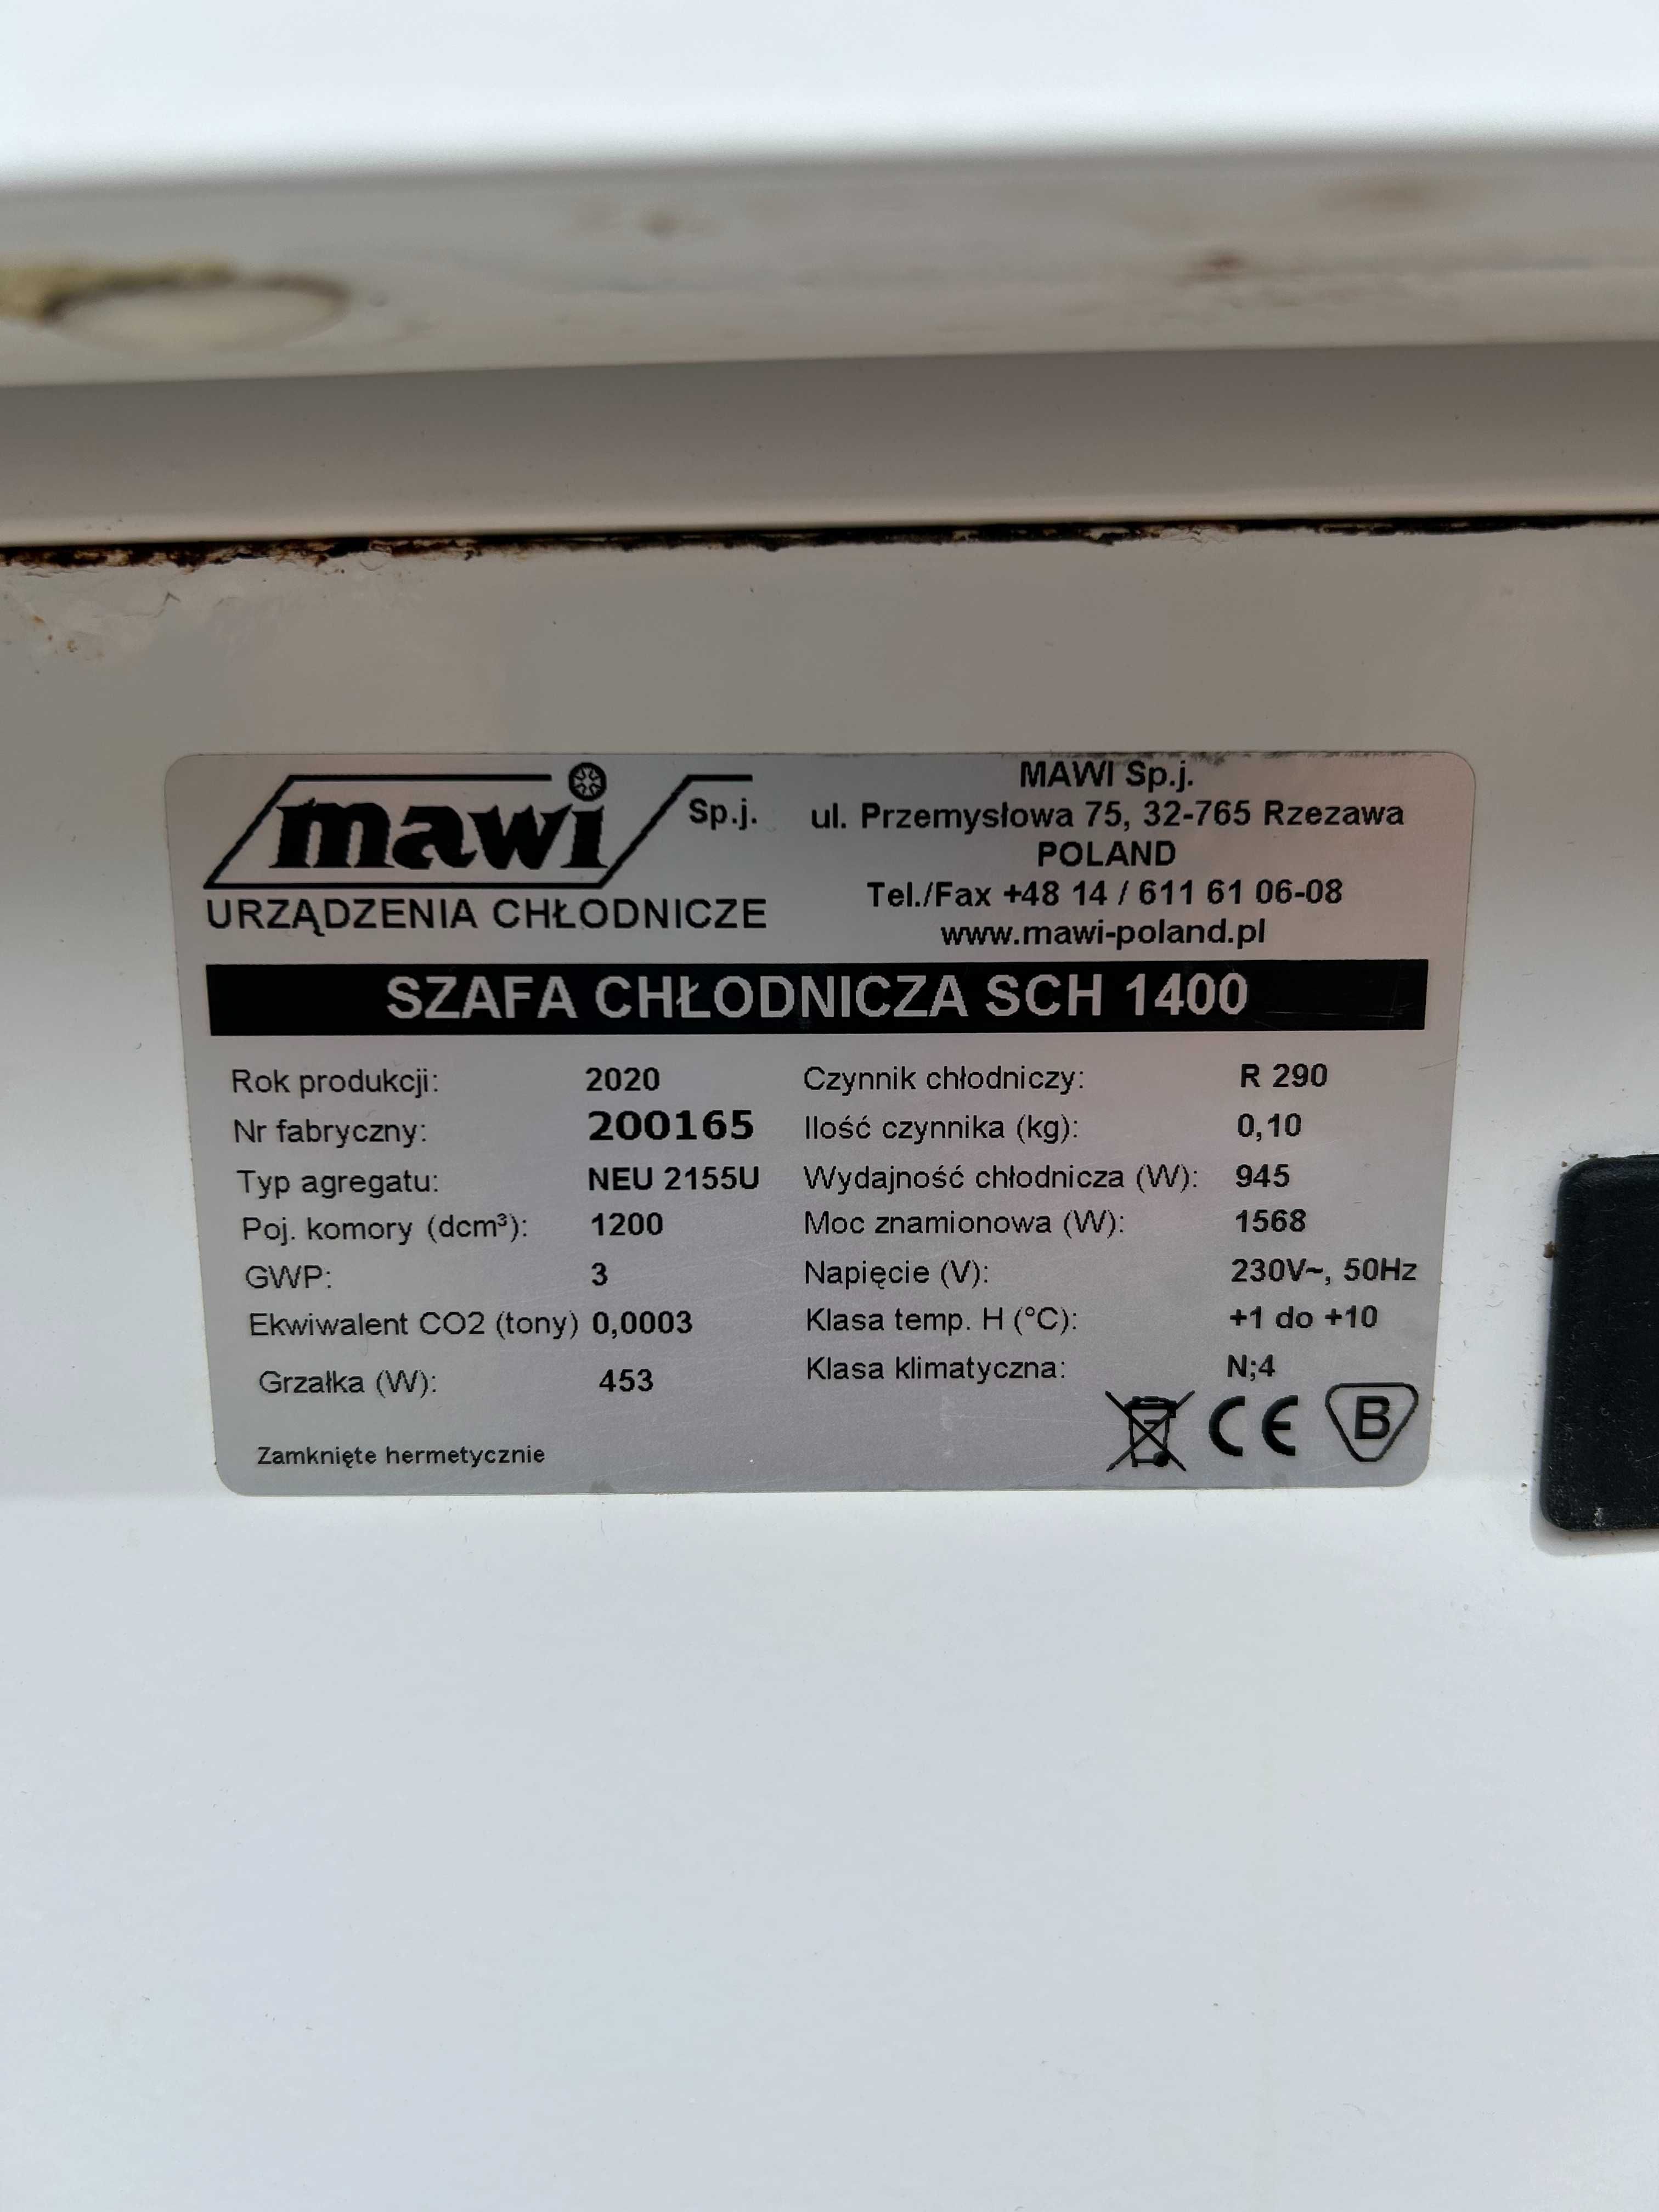 mawi Sp.j.
URZĄDZENIA CHŁODNICZE
MAWI Sp.j.
ul. Przemysłowa 75, 32-765 Rzezawa
POLAND
Tel./Fax +48 14 / 611 61 06-08
www.mawi-poland.pl
SZAFA CHŁODNICZA SCH 1400
Rok produkcji: 2020
Nr fabryczny: 200165
Typ agregatu: NEU 2155U
Poj. komory (dcm³): 1200
GWP: 3
Ekwiwalent CO2 (tony) 0,0003
Grzałka (W): 453
Zamknięte hermetycznie
Czynnik chłodniczy: R 290
Ilość czynnika (kg): 0,10
Wydajność chłodnicza (W): 945
Moc znamionowa (W): 1568
Napięcie (V): 230V~, 50Hz
Klasa temp. H (°C): +1 do +10
Klasa klimatyczna: N;4
CE B